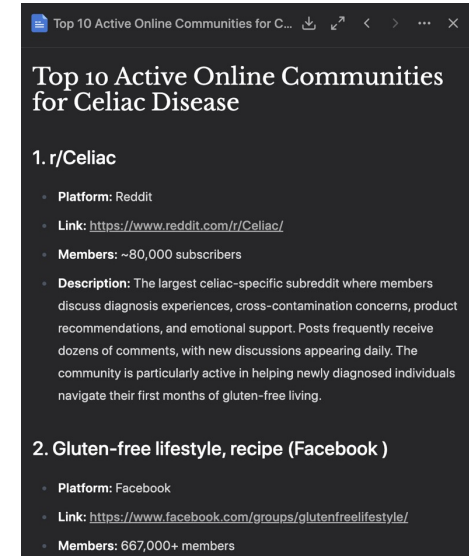 Top 10 Active Online Communities for C...
Top 10 Active Online Communities
for Celiac Disease
1. r/Celiac
Platform: Reddit
Link: https://www.reddit.com/r/Celiac/
Members: ~80,000 subscribers
Description: The largest celiac-specific subreddit where members
discuss diagnosis experiences, cross-contamination concerns, product
recommendations, and emotional support. Posts frequently receive
dozens of comments, with new discussions appearing daily. The
community is particularly active in helping newly diagnosed individuals
navigate their first months of gluten-free living.
2. Gluten-free lifestyle, recipe (Facebook )
Platform: Facebook
Link: https://www.facebook.com/groups/glutenfreelifestyle/
Members: 667,000+ members